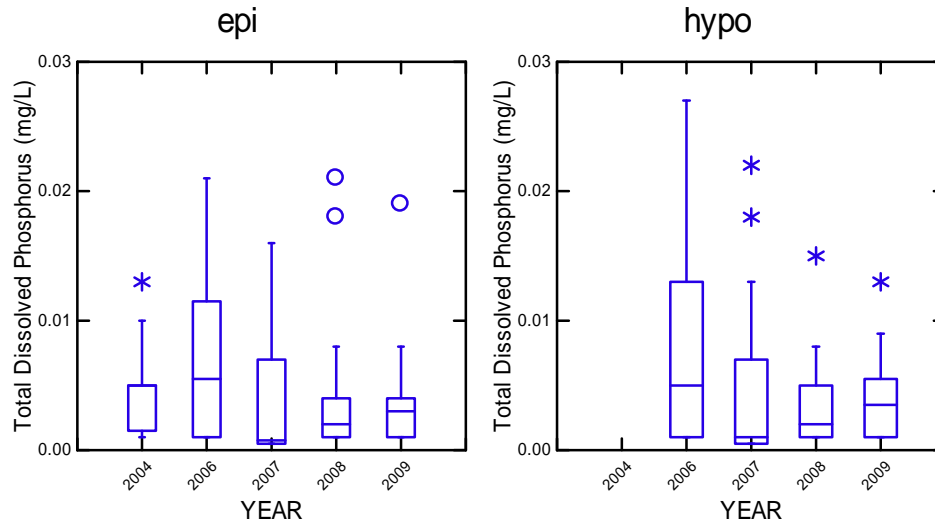 epi
Total Dissolved Phosphorus (mg/L)
0.03
0.02
0.01
0.00
2004 2006 2007 2008 2009
YEAR
hypo
Total Dissolved Phosphorus (mg/L)
0.03
0.02
0.01
0.00
2004 2006 2007 2008 2009
YEAR